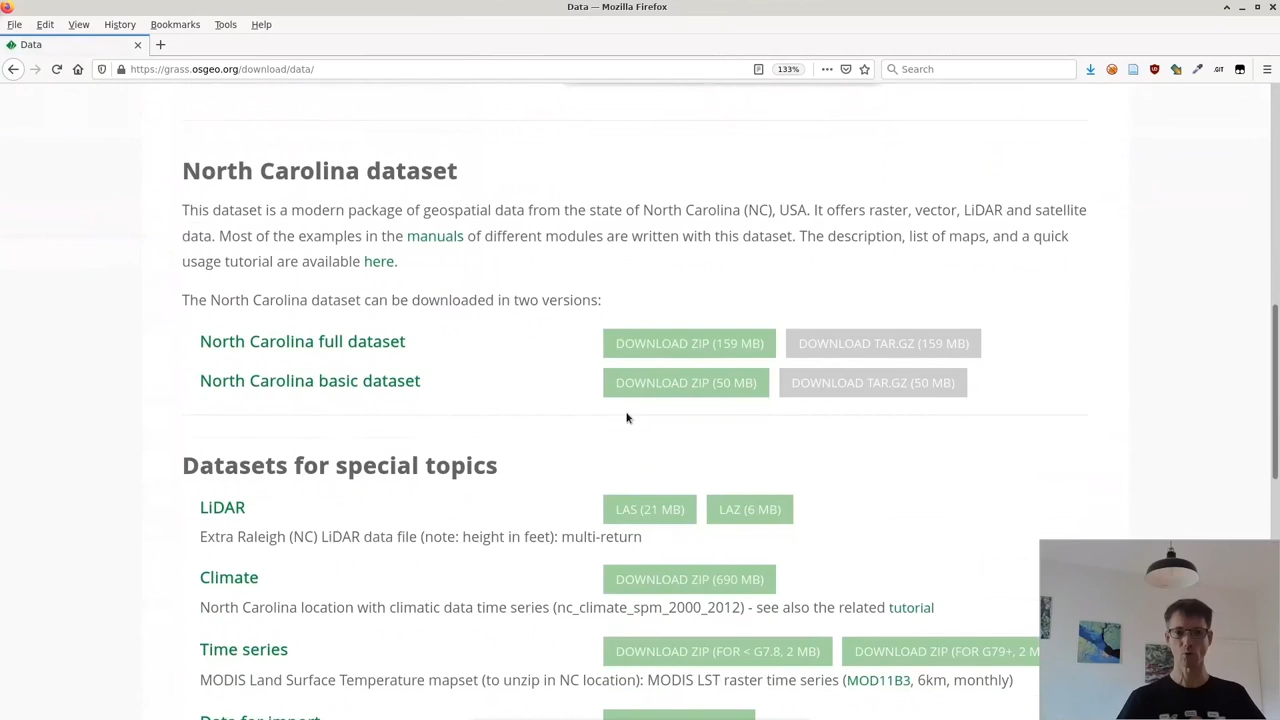 Data — Mozilla Firefox
File Edit View History Bookmarks Tools Help
Data
https://grass.osgeo.org/download/data/
133%
Search
.GIT
North Carolina dataset
This dataset is a modern package of geospatial data from the state of North Carolina (NC), USA. It offers raster, vector, LiDAR and satellite
data. Most of the examples in the manuals of different modules are written with this dataset. The description, list of maps, and a quick
usage tutorial are available here.
The North Carolina dataset can be downloaded in two versions:
North Carolina full dataset DOWNLOAD ZIP (159 MB) DOWNLOAD TAR.GZ (159 MB)
North Carolina basic dataset DOWNLOAD ZIP (50 MB) DOWNLOAD TAR.GZ (50 MB)
Datasets for special topics
LiDAR LAS (21 MB) LAZ (6 MB)
Extra Raleigh (NC) LiDAR data file (note: height in feet): multi-return
Climate DOWNLOAD ZIP (690 MB)
North Carolina location with climatic data time series (nc_climate_spm_2000_2012) - see also the related tutorial
Time series DOWNLOAD ZIP (FOR < G7.8, 2 MB) DOWNLOAD ZIP (FOR G79+, 2 M
MODIS Land Surface Temperature mapset (to unzip in NC location): MODIS LST raster time series (MOD11B3, 6km, monthly)
Data for import